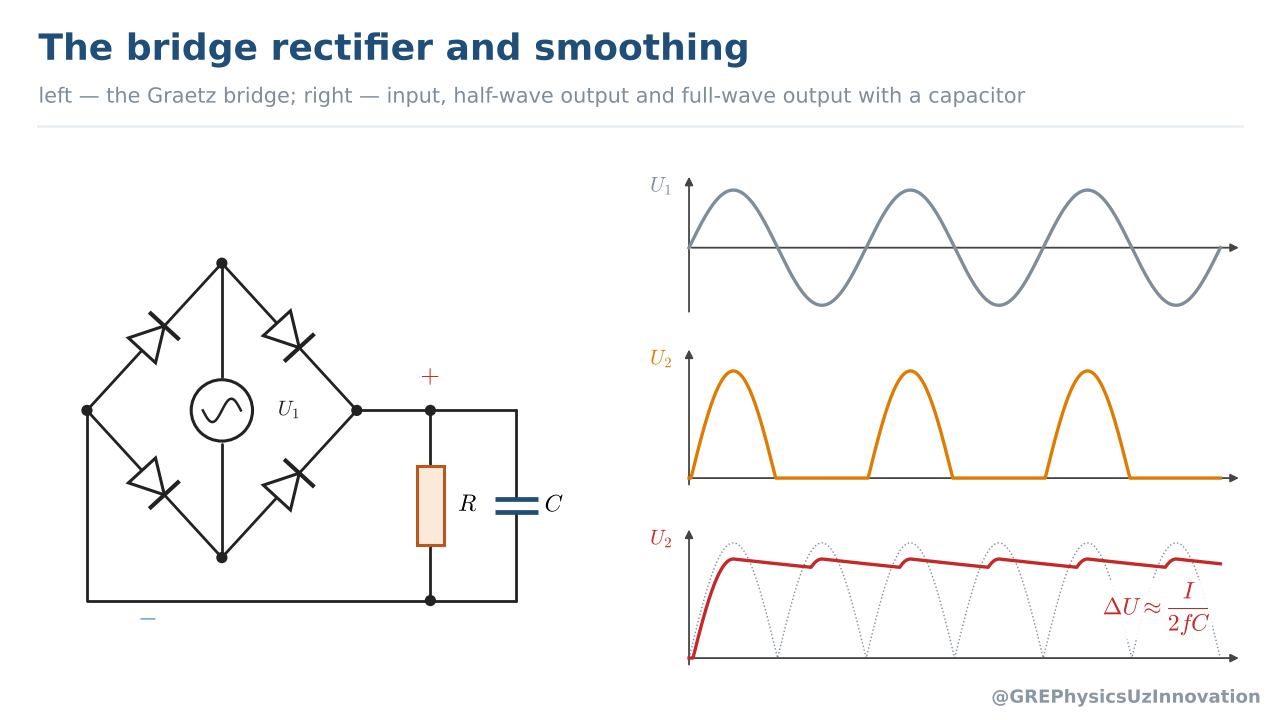 The bridge rectifier and smoothing
left — the Graetz bridge; right — input, half-wave output and full-wave output with a capacitor
U₁
U₂
+
U₁
R
C
−
U₂
ΔU ≈ I / 2fC
@GREPhysicsUzInnovation